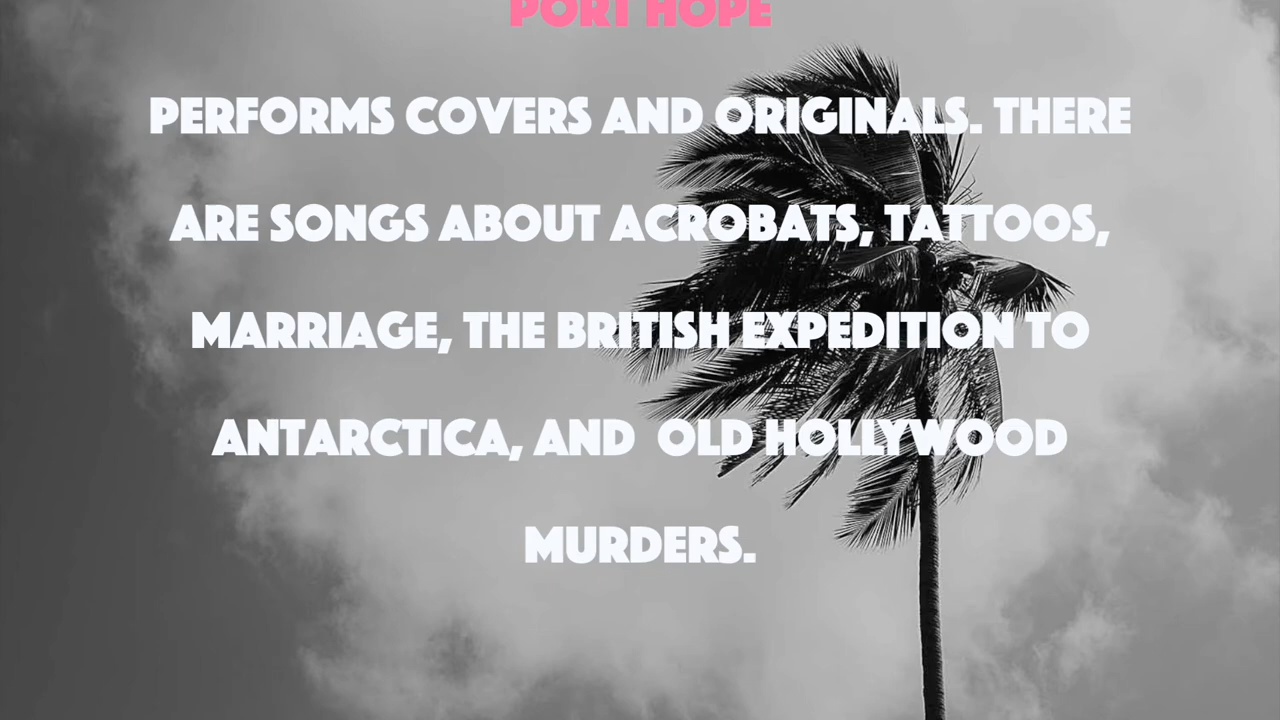 PORT HOPE
PERFORMS COVERS AND ORIGINALS. THERE
ARE SONGS ABOUT ACROBATS, TATTOOS,
MARRIAGE, THE BRITISH EXPEDITION TO
ANTARCTICA, AND  OLD HOLLYWOOD
MURDERS.